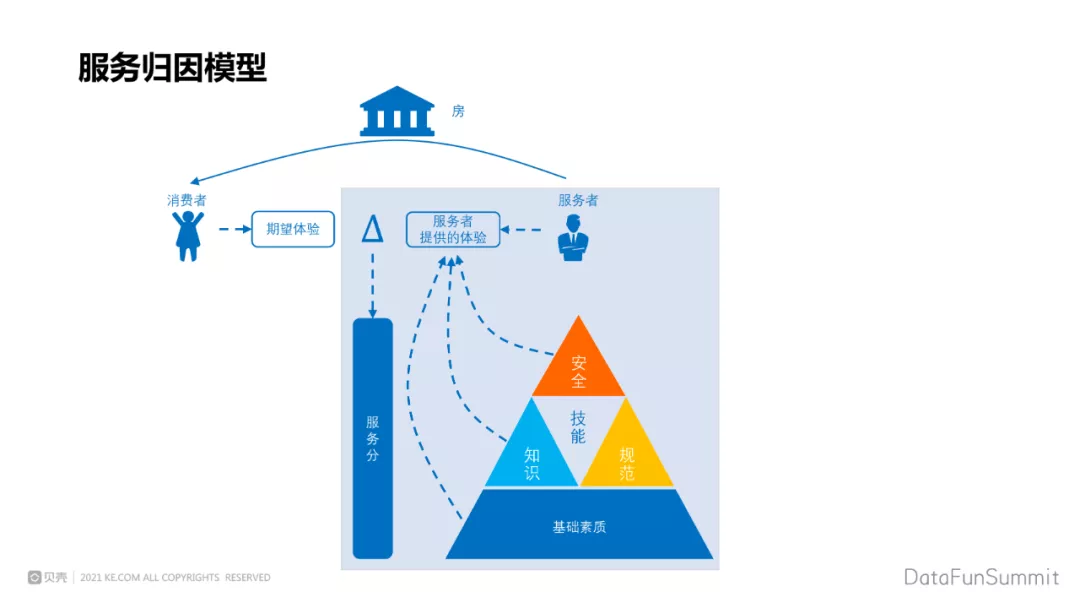 服务归因模型
房
消费者
服务者
期望体验
Δ
服务者
提供的体验
安全
技能
知识
规范
服务分
基础素质
贝壳
2021 KE.COM ALL COPYRIGHTS RESERVED
DataFunSummit